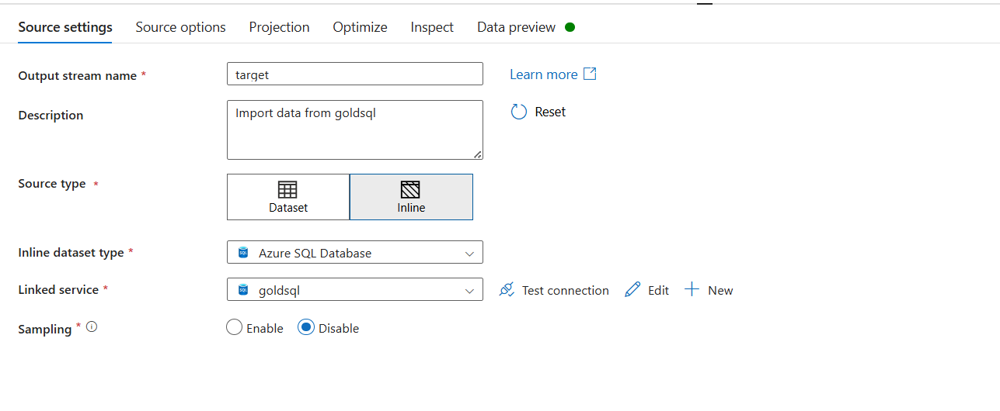 Source settings Source options Projection Optimize Inspect Data preview
Output stream name * target Learn more
Description Import data from goldsql Reset
Source type * Dataset Inline
Inline dataset type * SQL Azure SQL Database
Linked service * SQL goldsql Test connection Edit New
Sampling * Enable Disable